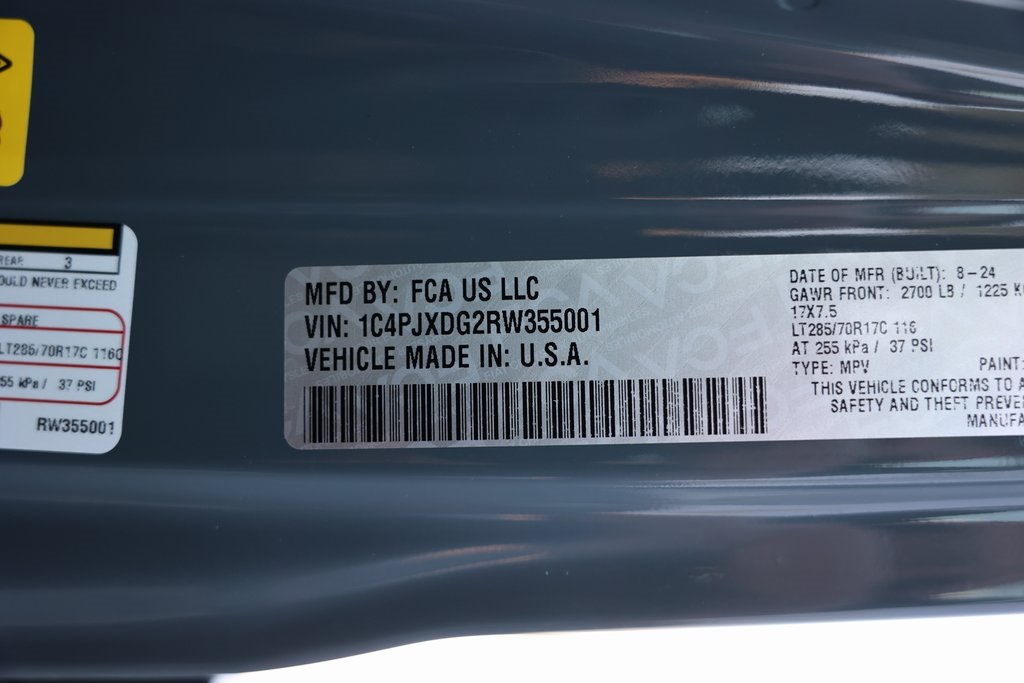 REAR 3
OULD NEVER EXCEED
SPARE
LT285/70R17C 116Q
55 kPa / 37 PSI
RW355001
MFD BY: FCA US LLC
VIN: 1C4PJXDG2RW355001
VEHICLE MADE IN: U.S.A.
DATE OF MFR (BUILT): 8-24
GAWR FRONT: 2700 LB / 1225 K
17X7.5
LT285/70R17C 116
AT 255 kPa / 37 PSI
TYPE: MPV PAINT:
THIS VEHICLE CONFORMS TO A
SAFETY AND THEFT PREVE
MANUFA